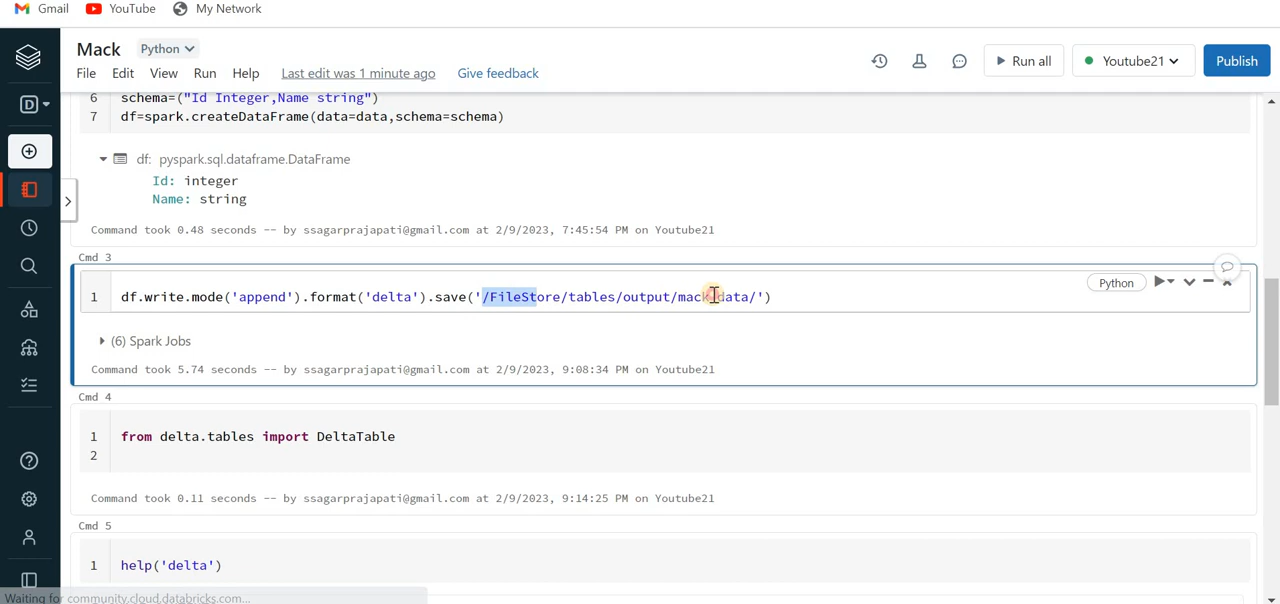 Gmail YouTube My Network
Mack Python
File Edit View Run Help Last edit was 1 minute ago Give feedback
Run all Youtube21 Publish
D
6 schema=("Id Integer,Name string")
7 df=spark.createDataFrame(data=data,schema=schema)
df: pyspark.sql.dataframe.DataFrame
Id: integer
Name: string
Command took 0.48 seconds -- by ssagarprajapati@gmail.com at 2/9/2023, 7:45:54 PM on Youtube21
Cmd 3
Python
1 df.write.mode('append').format('delta').save('/FileStore/tables/output/mack data/')
(6) Spark Jobs
Command took 5.74 seconds -- by ssagarprajapati@gmail.com at 2/9/2023, 9:08:34 PM on Youtube21
Cmd 4
1 from delta.tables import DeltaTable
2
Command took 0.11 seconds -- by ssagarprajapati@gmail.com at 2/9/2023, 9:14:25 PM on Youtube21
Cmd 5
1 help('delta')
Waiting for community.cloud.databricks.com...